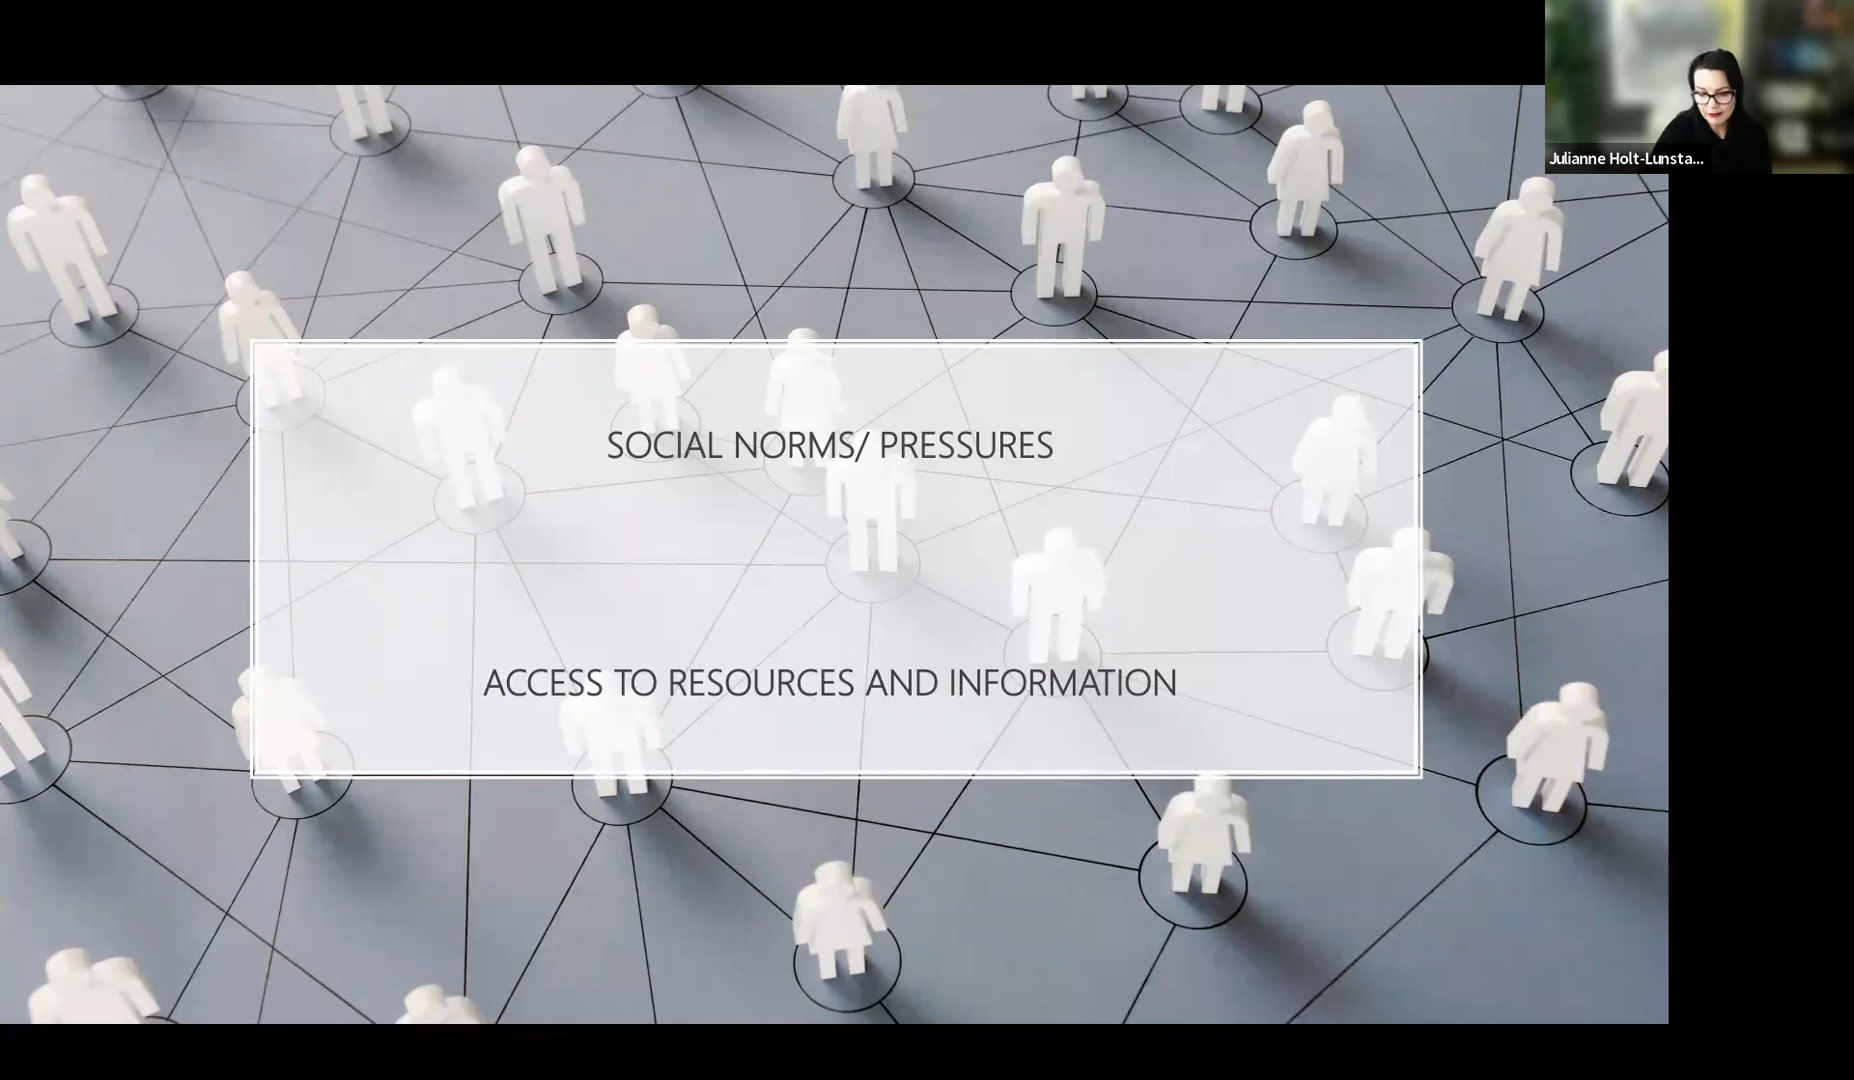 Julianne Holt-Lunsta...
SOCIAL NORMS/ PRESSURES
ACCESS TO RESOURCES AND INFORMATION